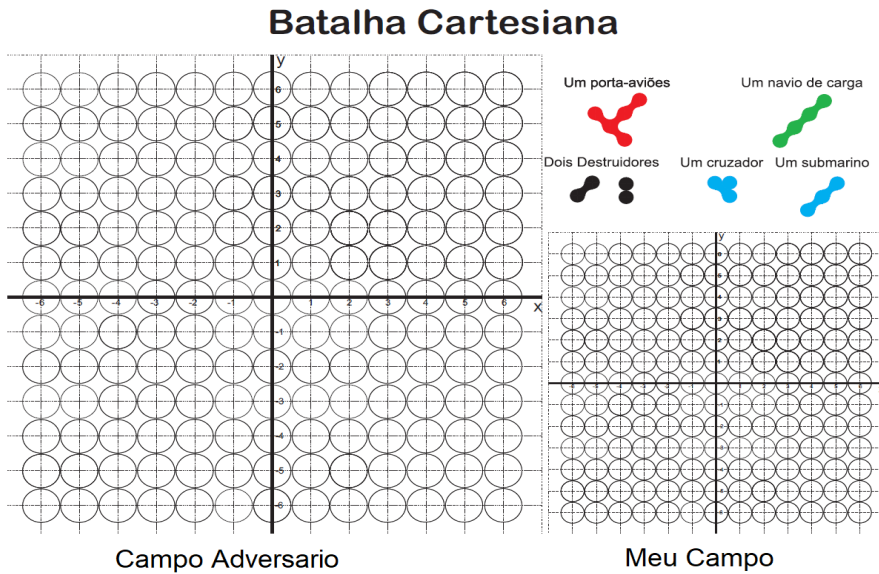 Batalha Cartesiana
y
6
5
4
3
2
1
-6 -5 -4 -3 -2 -1 1 2 3 4 5 6
x
-1
-2
-3
-4
-5
-6
Campo Adversario
Um porta-aviões Um navio de carga
Dois Destruidores Um cruzador Um submarino
y
Meu Campo